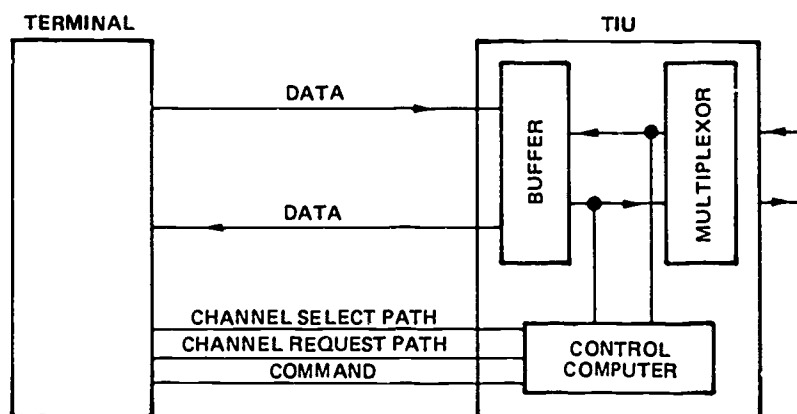 TERMINAL
TIU
DATA
BUFFER
MULTIPLEXOR
DATA
CHANNEL SELECT PATH
CHANNEL REQUEST PATH
COMMAND
CONTROL
COMPUTER